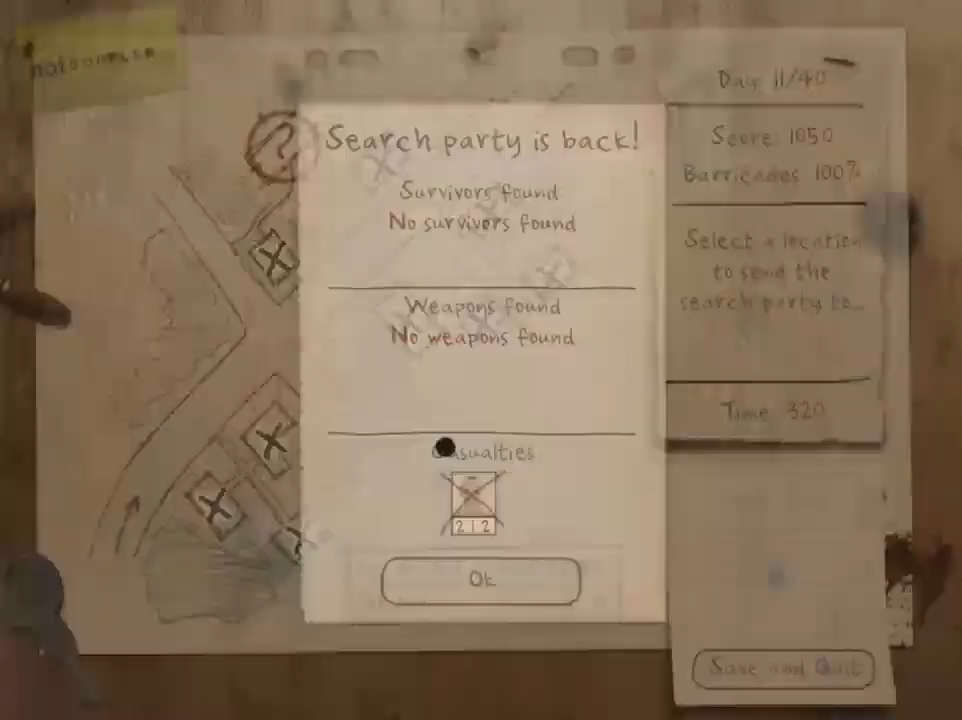 Search party is back!
Survivors found
No survivors found
Weapons found
No weapons found
Casualties
2 1 2
Ok
Day 11/40
Score: 1050
Barricades 100%
Select a location
to send the
search party to...
Time 320
Save and Quit